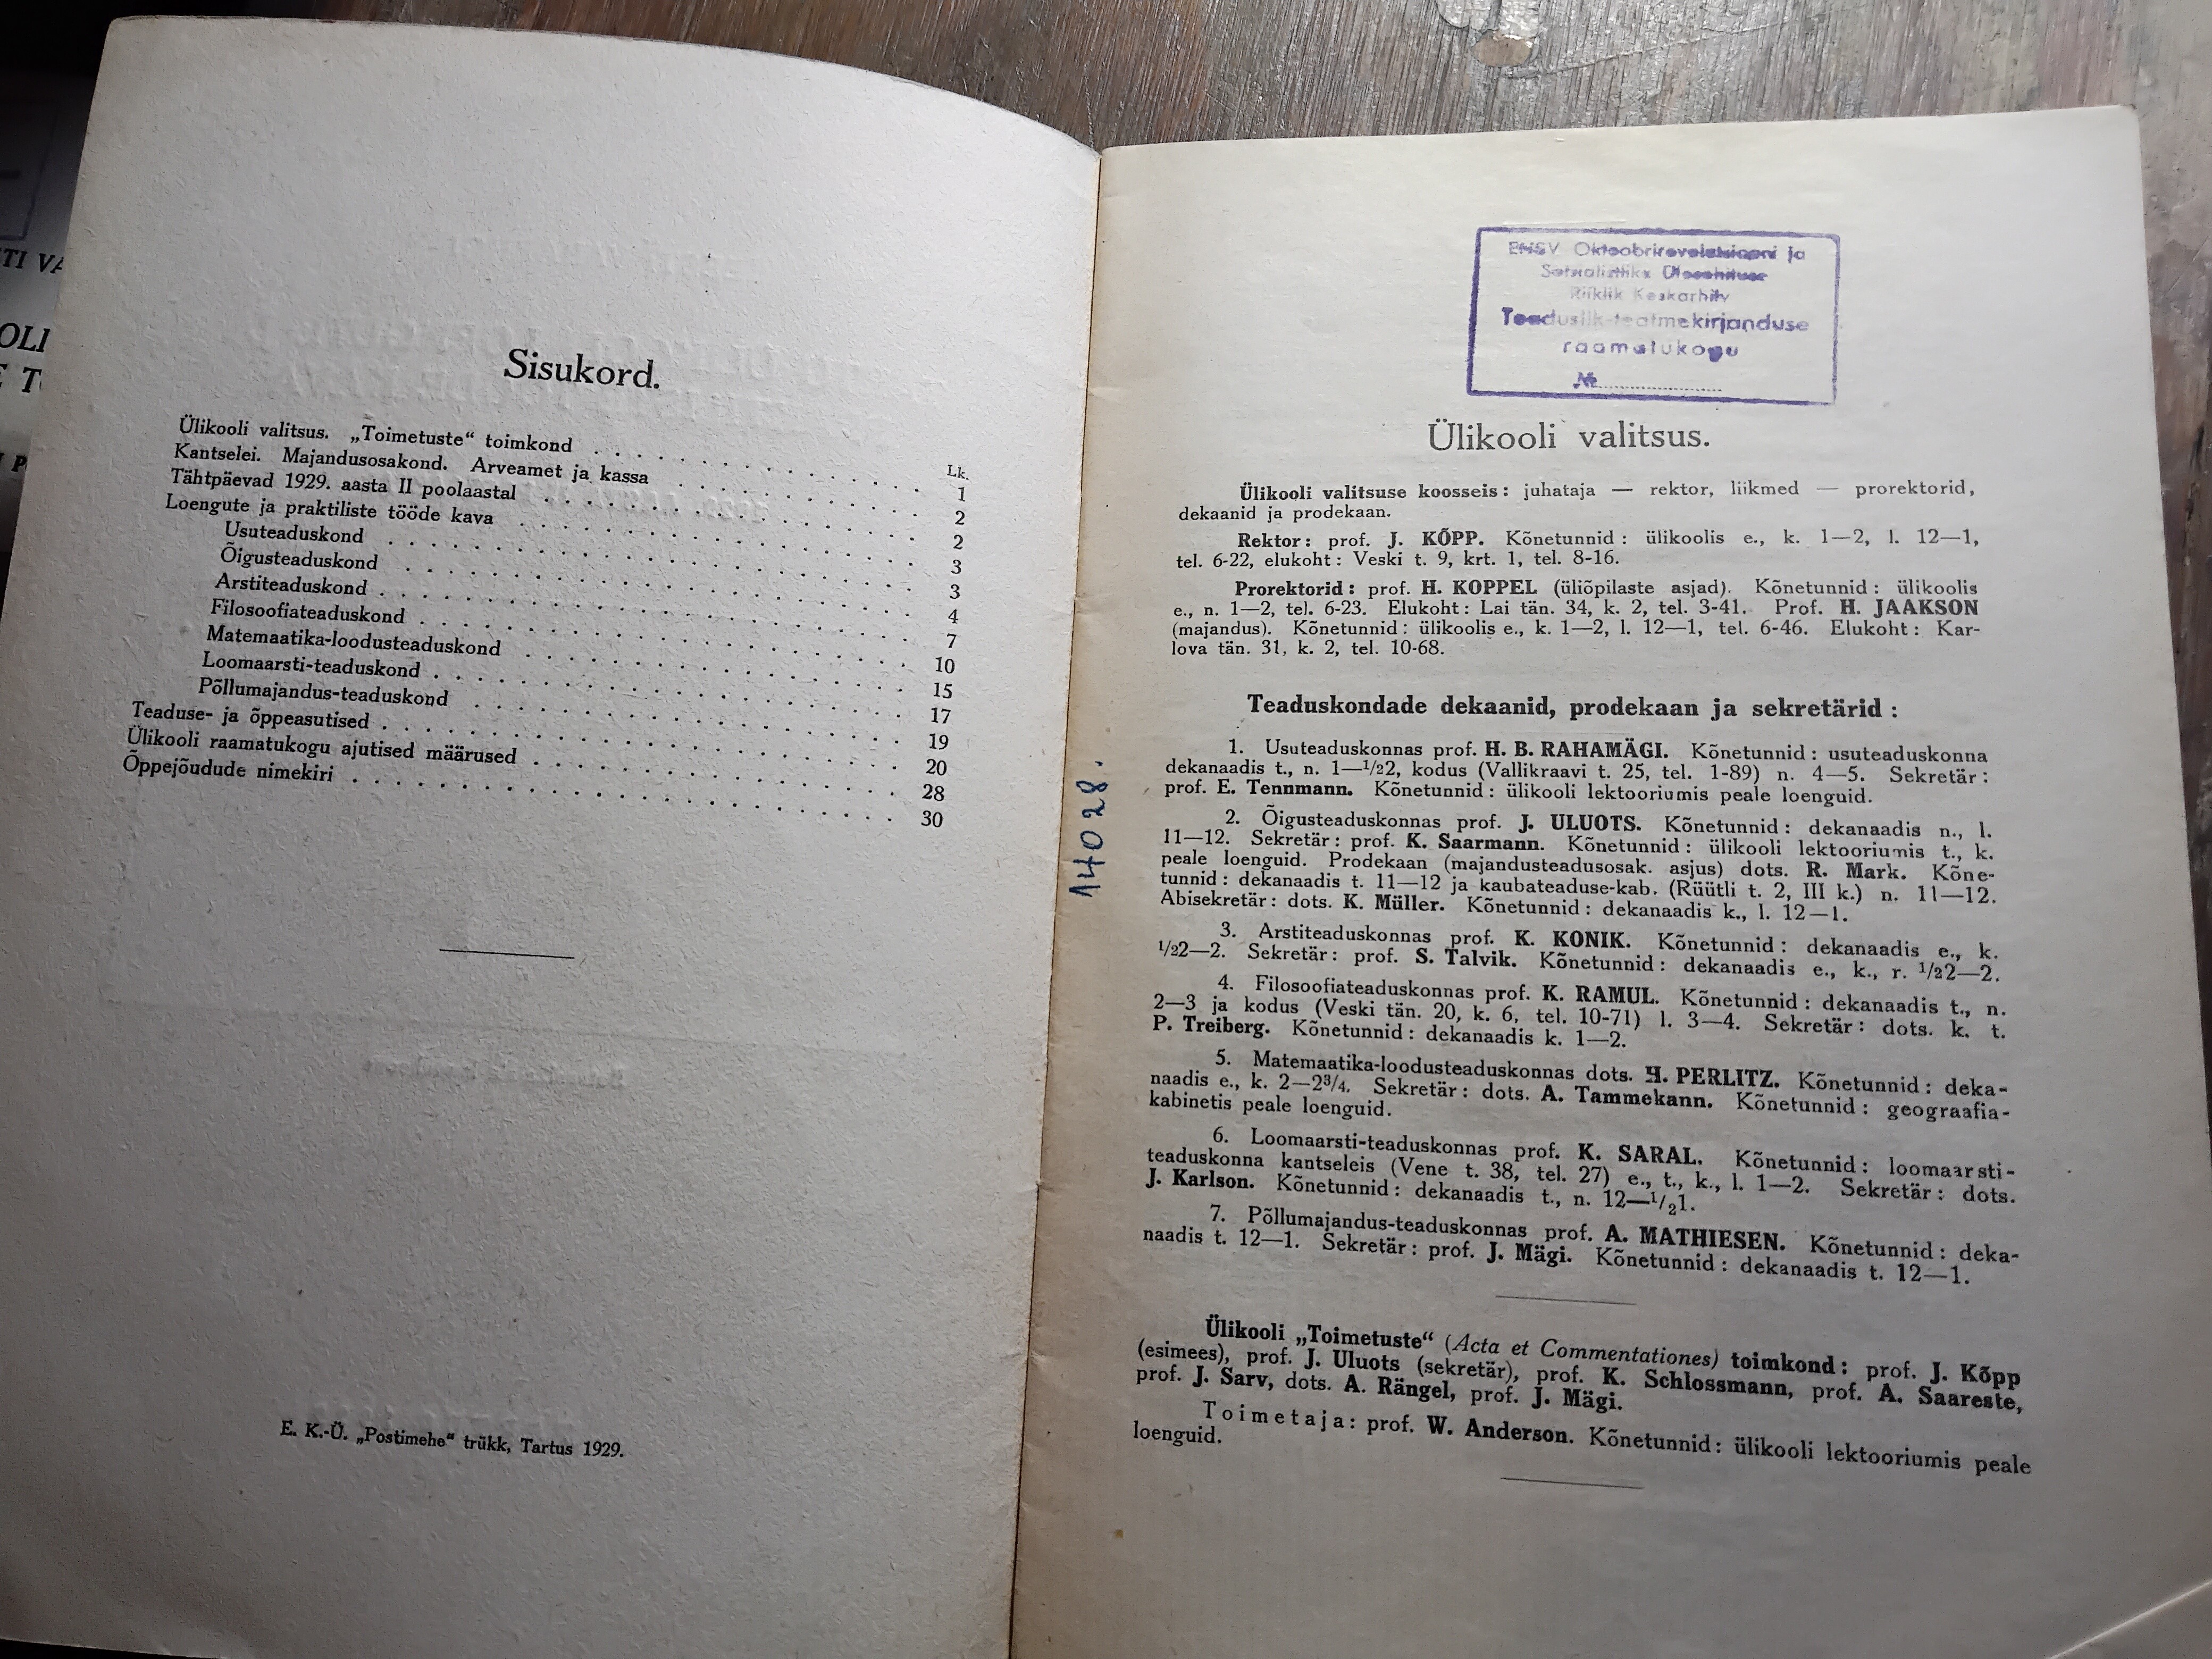 TI VA
OLI
E T
P
Sisukord.
Lk.
Ülikooli valitsus. „Toimetuste“ toimkond . . . . . . . . . . . . . 1
Kantselei. Majandusosakond. Arveamet ja kassa . . . . . . . . . . 2
Tähtpäevad 1929. aasta II poolaastal . . . . . . . . . . . . . . 2
Loengute ja praktiliste tööde kava . . . . . . . . . . . . . . . 3
Usuteaduskond . . . . . . . . . . . . . . . . . . 3
Õigusteaduskond . . . . . . . . . . . . . . . . . 4
Arstiteaduskond . . . . . . . . . . . . . . . . . 7
Filosoofiateaduskond . . . . . . . . . . . . . . . 10
Matemaatika-loodusteaduskond . . . . . . . . . . . 15
Loomaarsti-teaduskond . . . . . . . . . . . . . . 17
Põllumajandus-teaduskond . . . . . . . . . . . . . 19
Teaduse- ja õppeasutised . . . . . . . . . . . . . . . . 20
Ülikooli raamatukogu ajutised määrused . . . . . . . . . . 28
Õppejõudude nimekiri . . . . . . . . . . . . . . . . . . 30
E. K.-Ü. „Postimehe“ trükk, Tartus 1929.
14028.
ENSV Oktoobrirevolutsiooni ja
Sotsialistliku Ülesehituse
Riiklik Keskarhiiv
Teaduslik-teatmekirjanduse
raamatukogu
№
Ülikooli valitsus.
Ülikooli valitsuse koosseis: juhataja — rektor, liikmed — prorektorid,
dekaanid ja prodekaan.
Rektor: prof. J. KÕPP. Kõnetunnid: ülikoolis e., k. 1—2, l. 12—1,
tel. 6-22, elukoht: Veski t. 9, krt. 1, tel. 8-16.
Prorektorid: prof. H. KOPPEL (üliõpilaste asjad). Kõnetunnid: ülikoolis
e., n. 1—2, tel. 6-23. Elukoht: Lai tän. 34, k. 2, tel. 3-41. Prof. H. JAAKSON
(majandus). Kõnetunnid: ülikoolis e., k. 1—2, l. 12—1, tel. 6-46. Elukoht: Kar-
lova tän. 31, k. 2, tel. 10-68.
Teaduskondade dekaanid, prodekaan ja sekretärid:
1. Usuteaduskonnas prof. H. B. RAHAMÄGI. Kõnetunnid: usuteaduskonna
dekanaadis t., n. 1—1/22, kodus (Vallikraavi t. 25, tel. 1-89) n. 4—5. Sekretär:
prof. E. Tennmann. Kõnetunnid: ülikooli lektooriumis peale loenguid.
2. Õigusteaduskonnas prof. J. ULUOTS. Kõnetunnid: dekanaadis n., l.
11—12. Sekretär: prof. K. Saarmann. Kõnetunnid: ülikooli lektooriumis t., k.
peale loenguid. Prodekaan (majandusteadusosak. asjus) dots. R. Mark. Kõne-
tunnid: dekanaadis t. 11—12 ja kaubateaduse-kab. (Rüütli t. 2, III k.) n. 11—12.
Abisekretär: dots. K. Müller. Kõnetunnid: dekanaadis k., l. 12—1.
3. Arstiteaduskonnas prof. K. KONIK. Kõnetunnid: dekanaadis e., k.
1/22—2. Sekretär: prof. S. Talvik. Kõnetunnid: dekanaadis e., k., r. 1/22—2.
4. Filosoofiateaduskonnas prof. K. RAMUL. Kõnetunnid: dekanaadis t., n.
2—3 ja kodus (Veski tän. 20, k. 6, tel. 10-71) l. 3—4. Sekretär: dots. k. t.
P. Treiberg. Kõnetunnid: dekanaadis k. 1—2.
5. Matemaatika-loodusteaduskonnas dots. H. PERLITZ. Kõnetunnid: deka-
naadis e., k. 2—2 3/4. Sekretär: dots. A. Tammekann. Kõnetunnid: geograafia-
kabinetis peale loenguid.
6. Loomaarsti-teaduskonnas prof. K. SARAL. Kõnetunnid: loomaarsti-
teaduskonna kantseleis (Vene t. 38, tel. 27) e., t., k., l. 1—2. Sekretär: dots.
J. Karlson. Kõnetunnid: dekanaadis t., n. 12—1/21.
7. Põllumajandus-teaduskonnas prof. A. MATHIESEN. Kõnetunnid: deka-
naadis t. 12—1. Sekretär: prof. J. Mägi. Kõnetunnid: dekanaadis t. 12—1.
Ülikooli „Toimetuste“ (Acta et Commentationes) toimkond: prof. J. Kõpp
(esimees), prof. J. Uluots (sekretär), prof. K. Schlossmann, prof. A. Saareste,
prof. J. Sarv, dots. A. Rängel, prof. J. Mägi.
Toimetaja: prof. W. Anderson. Kõnetunnid: ülikooli lektooriumis peale
loenguid.